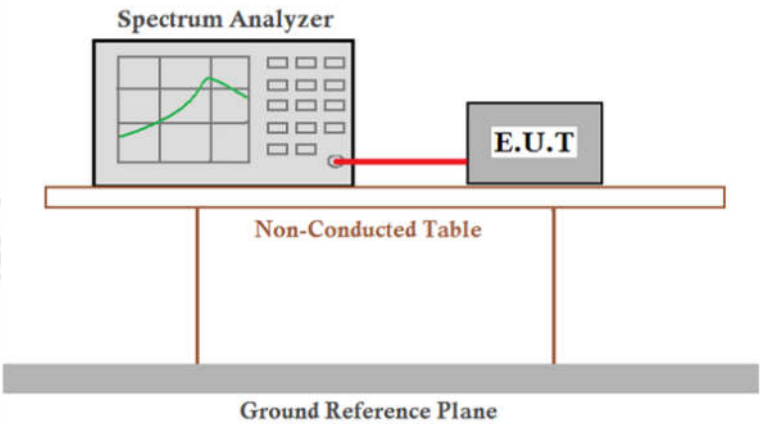 Spectrum Analyzer
E.U.T
Non-Conducted Table
Ground Reference Plane